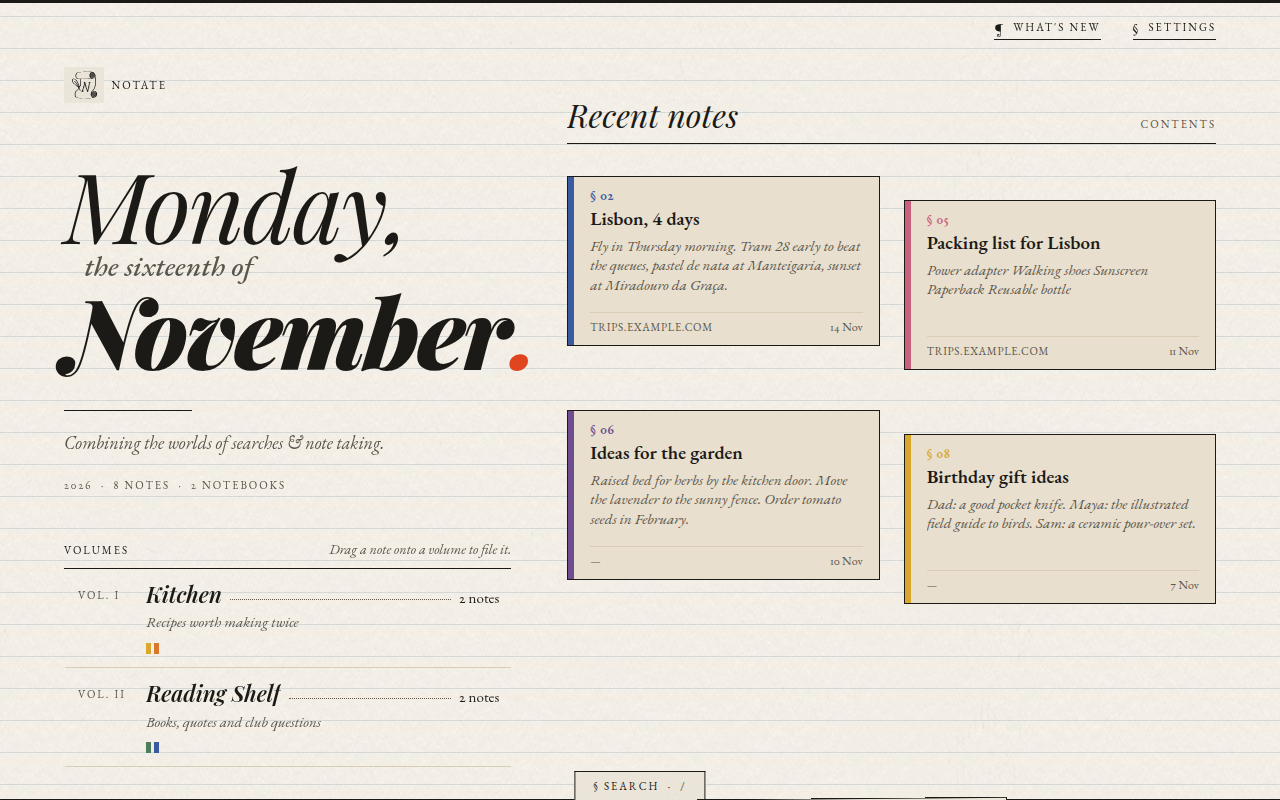 ¶ WHAT'S NEW
§ SETTINGS
NOTATE
Monday,
the sixteenth of
November.
Combining the worlds of searches & note taking.
2026 · 8 NOTES · 2 NOTEBOOKS
VOLUMES
Drag a note onto a volume to file it.
VOL. I
Kitchen
2 notes
Recipes worth making twice
VOL. II
Reading Shelf
2 notes
Books, quotes and club questions
Recent notes
CONTENTS
§ 02
Lisbon, 4 days
Fly in Thursday morning. Tram 28 early to beat
the queues, pastel de nata at Manteigaria, sunset
at Miradouro da Graça.
TRIPS.EXAMPLE.COM
14 Nov
§ 05
Packing list for Lisbon
Power adapter Walking shoes Sunscreen
Paperback Reusable bottle
TRIPS.EXAMPLE.COM
11 Nov
§ 06
Ideas for the garden
Raised bed for herbs by the kitchen door. Move
the lavender to the sunny fence. Order tomato
seeds in February.
—
10 Nov
§ 08
Birthday gift ideas
Dad: a good pocket knife. Maya: the illustrated
field guide to birds. Sam: a ceramic pour-over set.
—
7 Nov
§ SEARCH · /